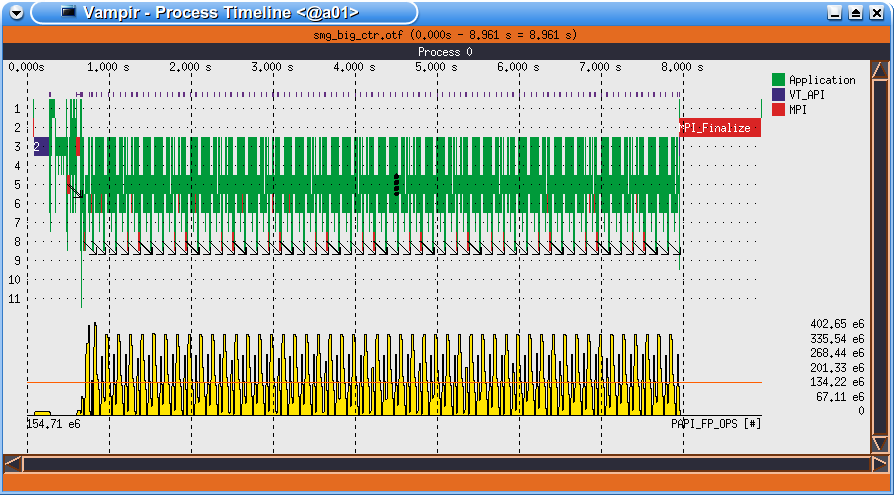 Vampir - Process Timeline <@a01>
smg_big_ctr.otf (0.000s - 8.961 s = 8.961 s)
Process 0
0.000s 1,000 s 2,000 s 3,000 s 4,000 s 5,000 s 6,000 s 7,000 s 8,000 s
Application
VT_API
MPI
1
2
*PI_Finalize
2
3
4
5
6
7
8
9
10
11
402.65 e6
335.54 e6
268.44 e6
201.33 e6
134.22 e6
67.11 e6
0
154.71 e6
PAPI_FP_OPS [#]